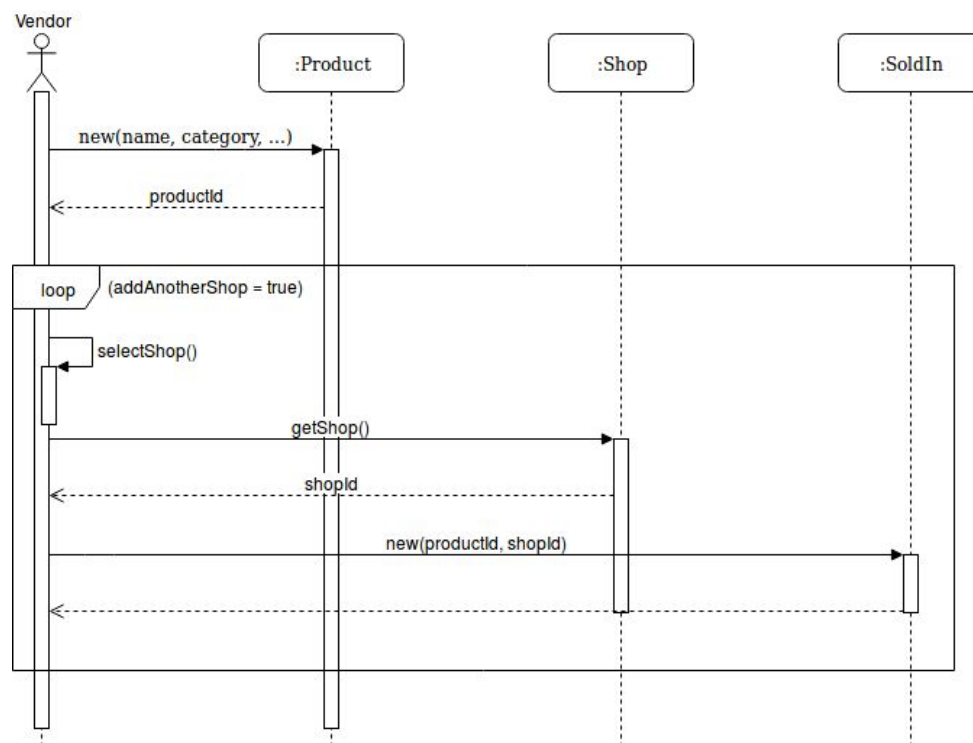 Vendor
:Product
:Shop
:SoldIn
new(name, category, ...)
productId
loop
(addAnotherShop = true)
selectShop()
getShop()
shopId
new(productId, shopId)